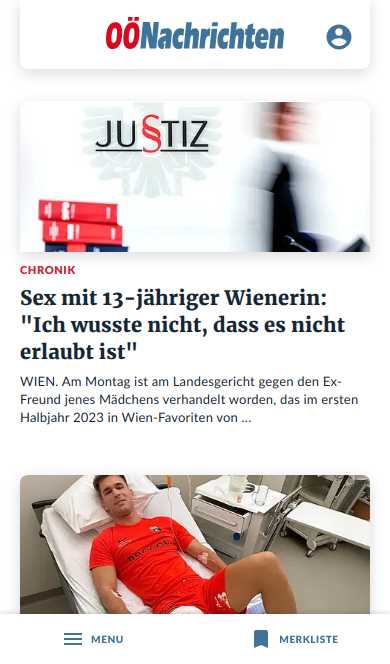 OÖNachrichten
JU§TIZ
CHRONIK
Sex mit 13-jähriger Wienerin:
"Ich wusste nicht, dass es nicht
erlaubt ist"
WIEN. Am Montag ist am Landesgericht gegen den Ex-
Freund jenes Mädchens verhandelt worden, das im ersten
Halbjahr 2023 in Wien-Favoriten von ...
MENU
MERKLISTE